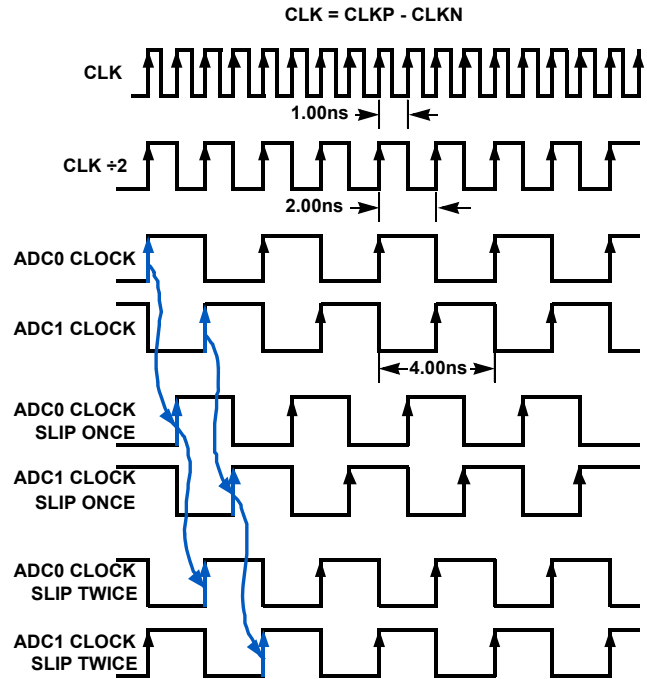 CLK = CLKP - CLKN
CLK
1.00ns
CLK ÷2
2.00ns
ADC0 CLOCK
ADC1 CLOCK
4.00ns
ADC0 CLOCK
SLIP ONCE
ADC1 CLOCK
SLIP ONCE
ADC0 CLOCK
SLIP TWICE
ADC1 CLOCK
SLIP TWICE